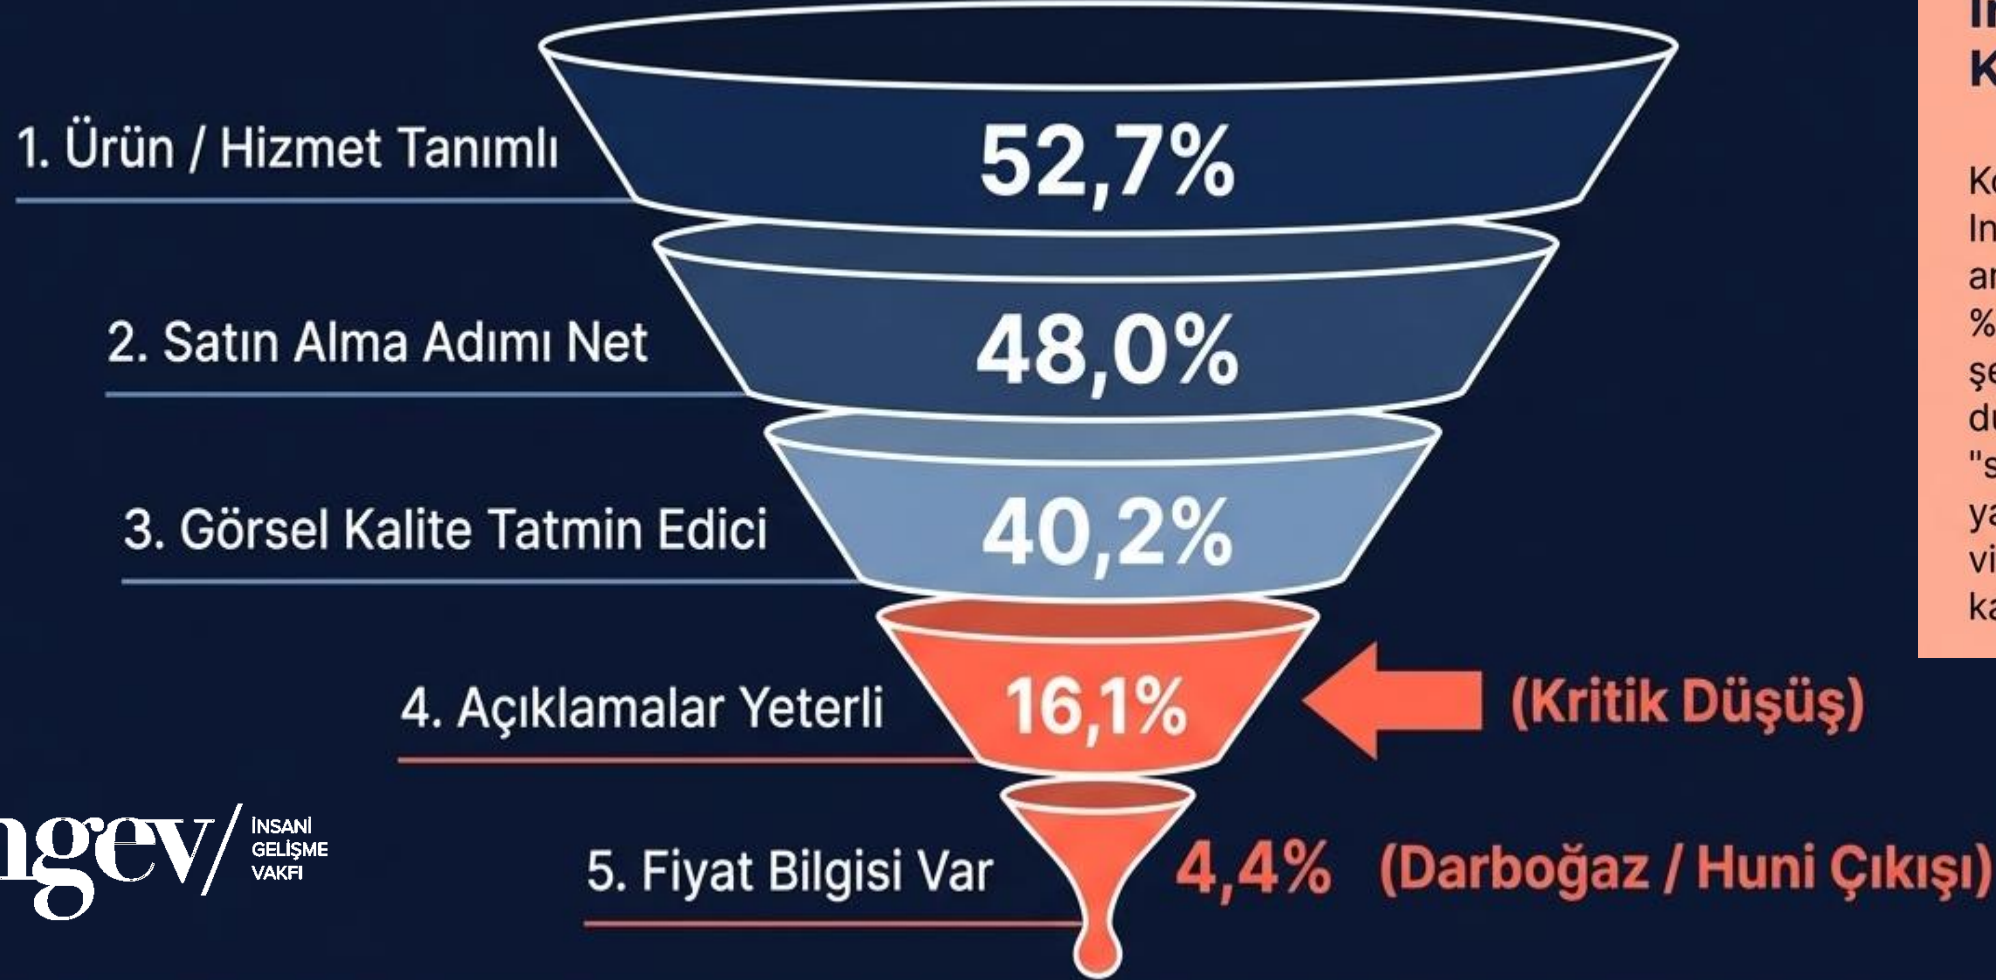 1. Ürün / Hizmet Tanımlı
52,7%
2. Satın Alma Adımı Net
48,0%
3. Görsel Kalite Tatmin Edici
40,2%
4. Açıklamalar Yeterli
16,1%
(Kritik Düşüş)
5. Fiyat Bilgisi Var
4,4%
(Darboğaz / Huni Çıkışı)
İNSANİ
GELİŞME
VAKFI